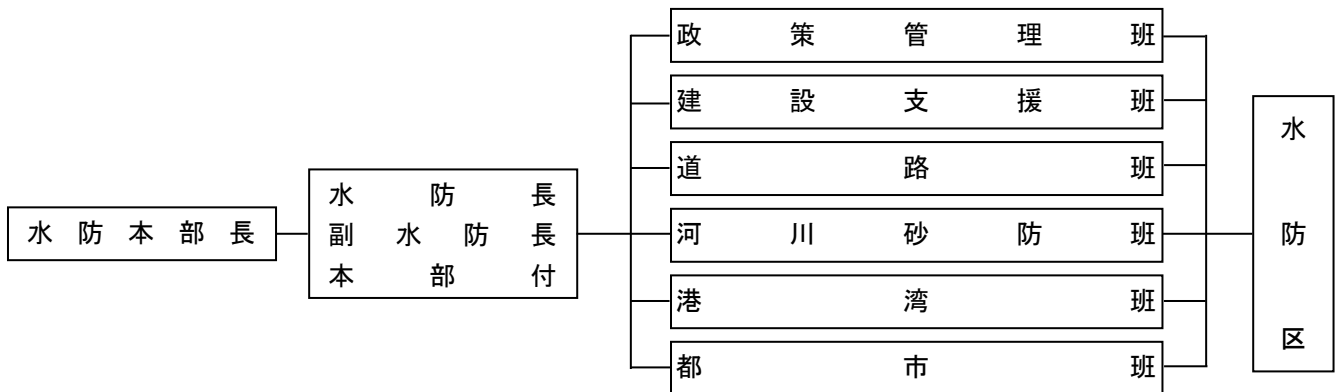 水防本部長
水防長
副水防長
本部付
政策管理班
建設支援班
道路班
河川砂防班
港湾班
都市班
水防区